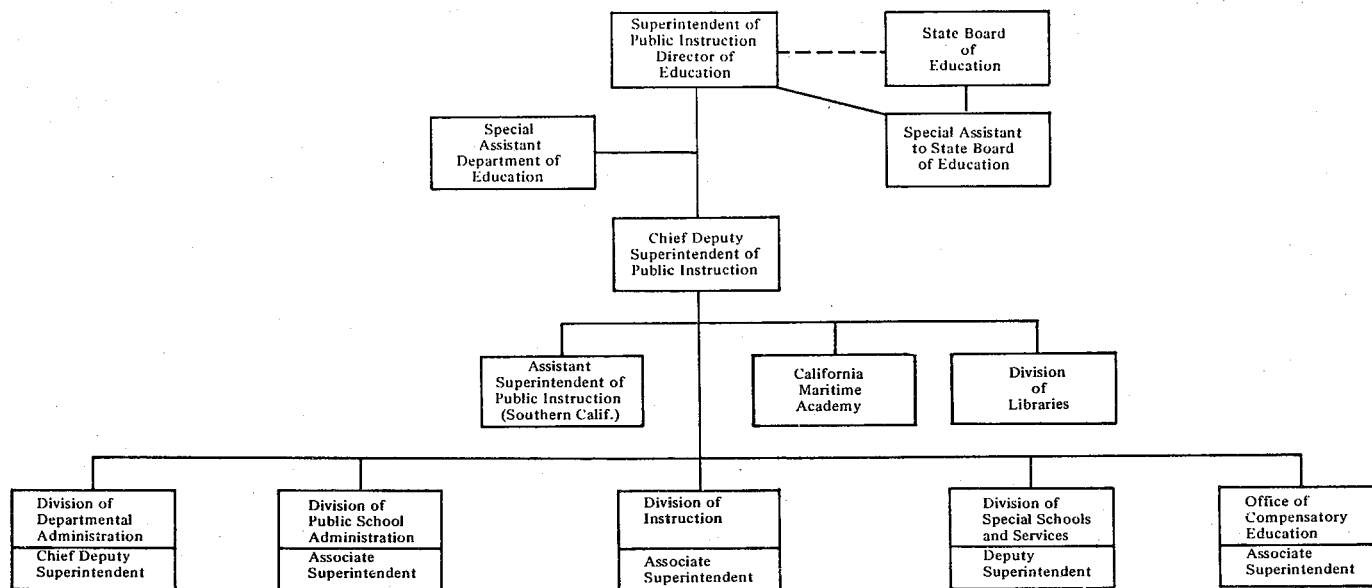 Superintendent of
Public Instruction
Director of
Education
State Board
of
Education
Special
Assistant
Department of
Education
Special Assistant
to State Board
of Education
Chief Deputy
Superintendent of
Public Instruction
Assistant
Superintendent of
Public Instruction
(Southern Calif.)
California
Maritime
Academy
Division
of
Libraries
Division of
Departmental
Administration
Chief Deputy
Superintendent
Division of
Public School
Administration
Associate
Superintendent
Division of
Instruction
Associate
Superintendent
Division of
Special Schools
and Services
Deputy
Superintendent
Office of
Compensatory
Education
Associate
Superintendent